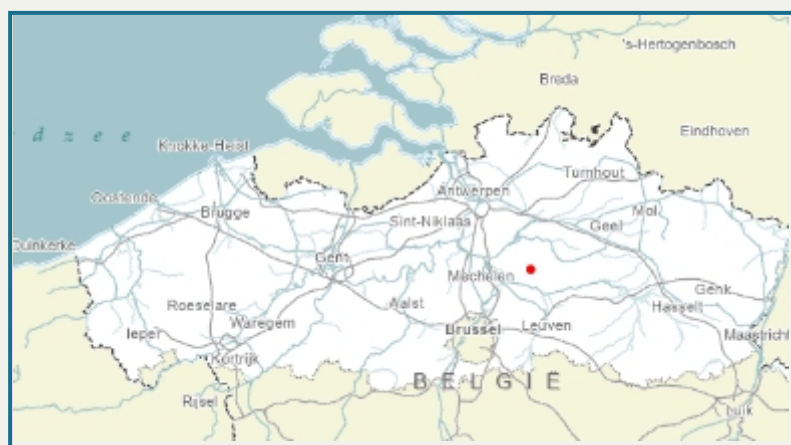 's-Hertogenbosch
Breda
Eindhoven
d z e e
Knokke-Heist
Turnhout
Antwerpen
Oostende
Mol
Brugge
Sint-Niklaas
Geel
Duinkerke
Gent
Mechelen
Genk
Roeselare
Aalst
Hasselt
Waregem
Ieper
Brussel
Leuven
Maastricht
Kortrijk
BELGIË
Rijsel
Luik